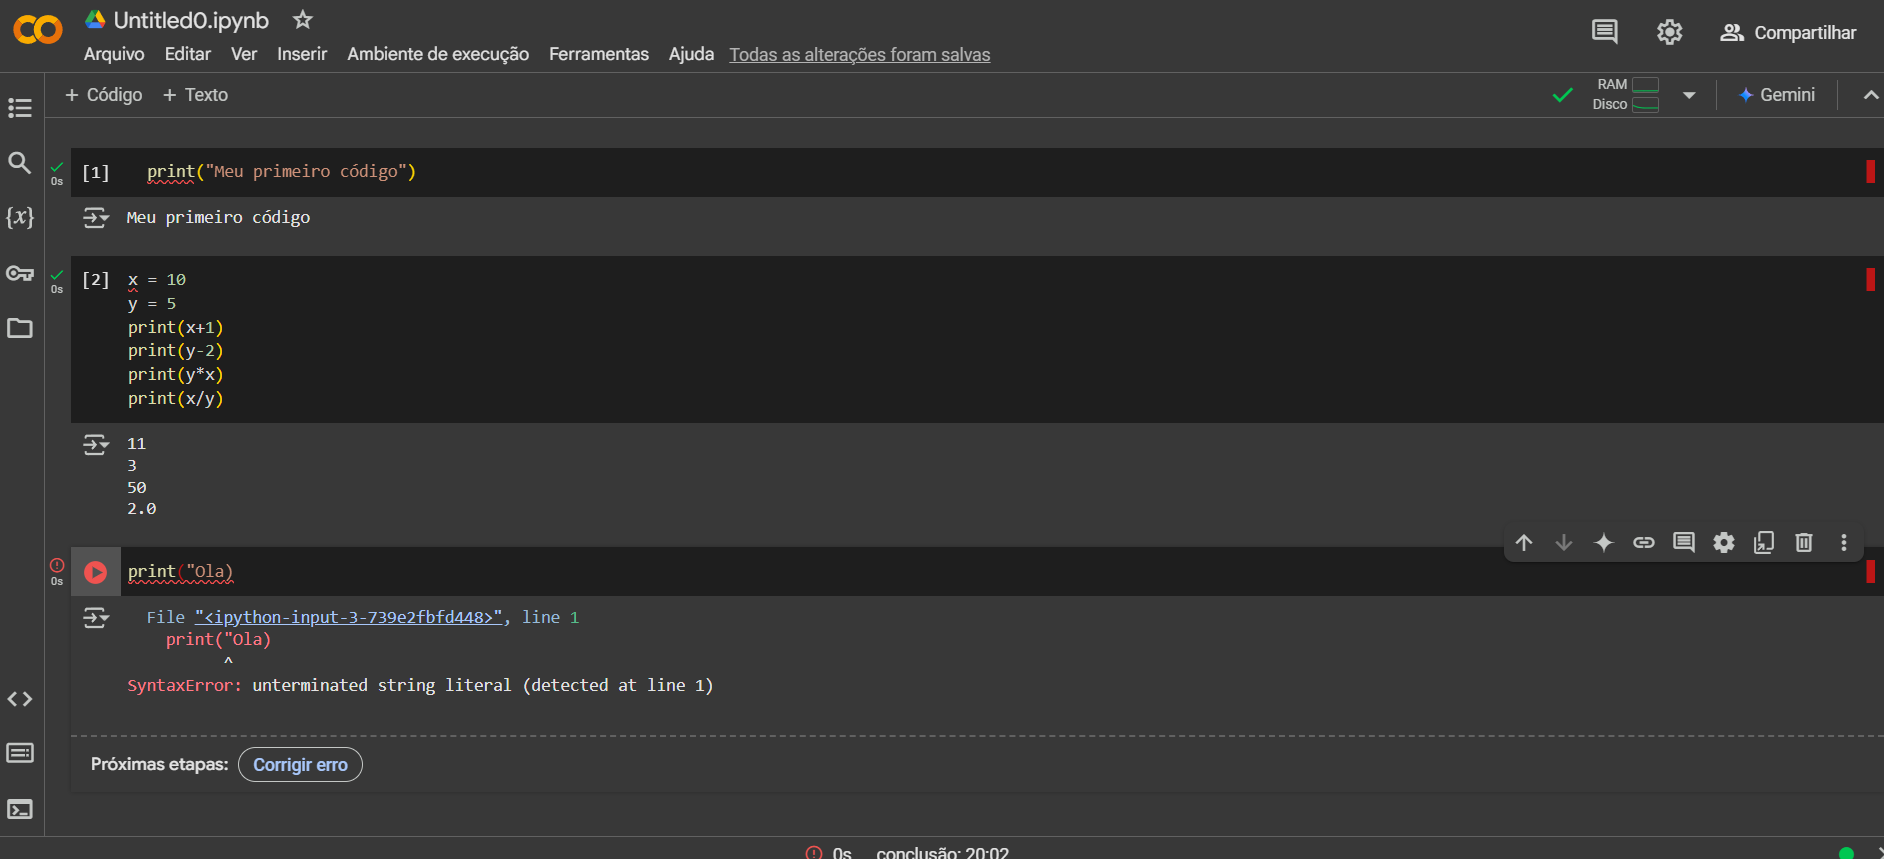 Untitled0.ipynb
Arquivo Editar Ver Inserir Ambiente de execução Ferramentas Ajuda Todas as alterações foram salvas
Compartilhar
+ Código + Texto
RAM
Disco
Gemini
0s
[1] print("Meu primeiro código")
Meu primeiro código
0s
[2] x = 10
y = 5
print(x+1)
print(y-2)
print(y*x)
print(x/y)
11
3
50
2.0
0s
print("Ola)
File "<ipython-input-3-739e2fbfd448>", line 1
print("Ola)
^
SyntaxError: unterminated string literal (detected at line 1)
Próximas etapas: Corrigir erro
0s conclusão: 20:02